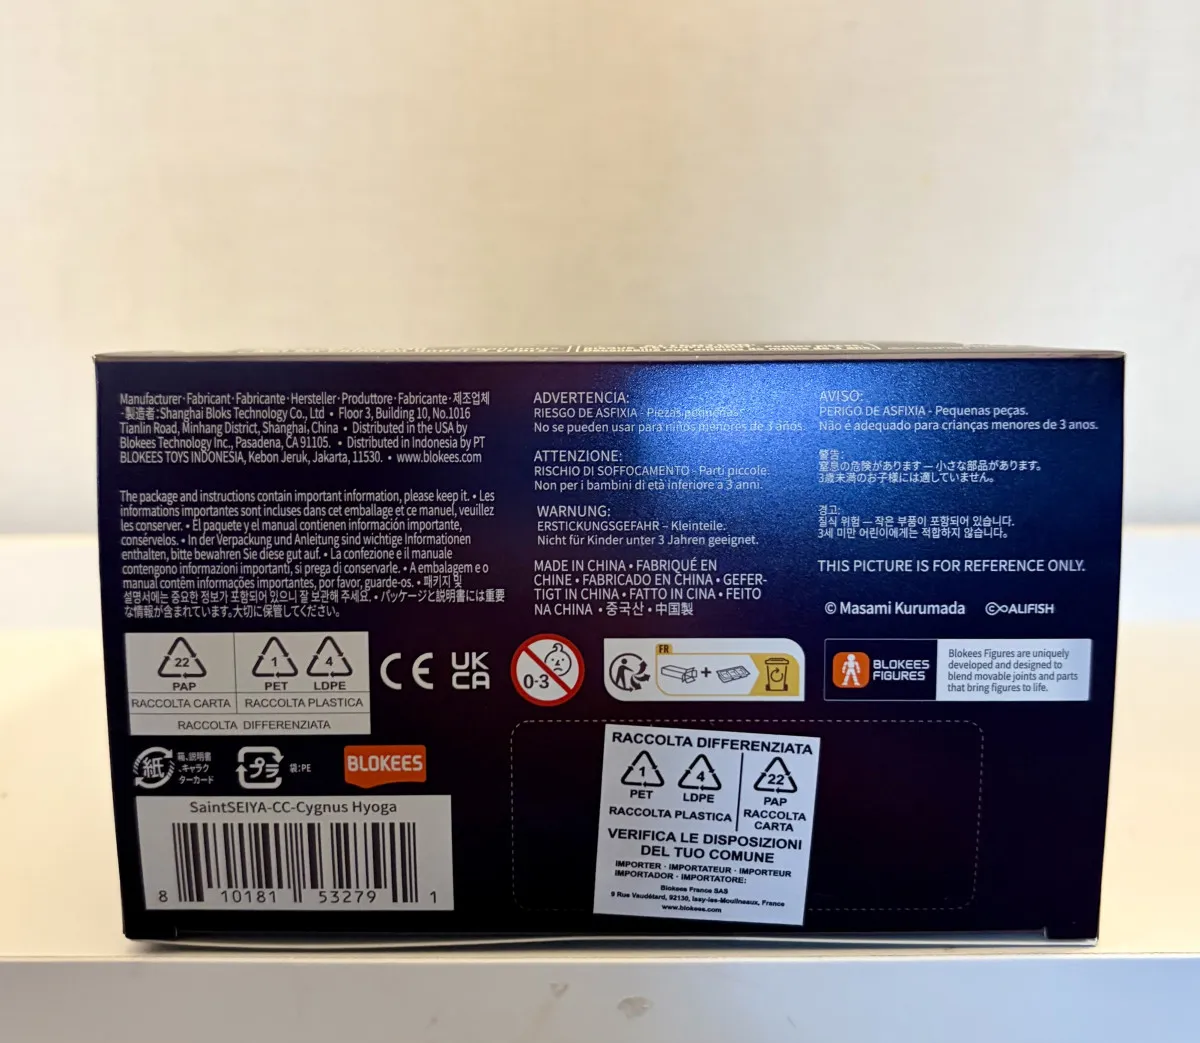 Manufacturer · Fabricant · Fabricante · Hersteller · Produttore · Fabricante · 제조업체
·製造者:Shanghai Bloks Technology Co., Ltd • Floor 3, Building 10, No.1016
Tianlin Road, Minhang District, Shanghai, China • Distributed in the USA by
Blokees Technology Inc., Pasadena, CA 91105. • Distributed in Indonesia by PT
BLOKEES TOYS INDONESIA, Kebon Jeruk, Jakarta, 11530. • www.blokees.com
The package and instructions contain important information, please keep it. • Les
informations importantes sont incluses dans cet emballage et ce manuel, veuillez
les conserver. • El paquete y el manual contienen información importante,
consérvelos. • In der Verpackung und Anleitung sind wichtige Informationen
enthalten, bitte bewahren Sie diese gut auf. • La confezione e il manuale
contengono informazioni importanti, si prega di conservarle. • A embalagem e o
manual contêm informações importantes, por favor, guarde-os. • 패키지 및
설명서에는 중요한 정보가 포함되어 있으니 잘 보관해 주세요. • パッケージと説明書には重要
な情報が含まれています。大切に保管してください。
ADVERTENCIA:
RIESGO DE ASFIXIA - Piezas pequeñas.
No se pueden usar para niños menores de 3 años.
ATTENZIONE:
RISCHIO DI SOFFOCAMENTO - Parti piccole.
Non per i bambini di età inferiore a 3 anni.
WARNUNG:
ERSTICKUNGSGEFAHR – Kleinteile.
Nicht für Kinder unter 3 Jahren geeignet.
MADE IN CHINA • FABRIQUÉ EN
CHINE • FABRICADO EN CHINA • GEFER-
TIGT IN CHINA • FATTO IN CINA • FEITO
NA CHINA • 중국산 • 中国製
AVISO:
PERIGO DE ASFIXIA - Pequenas peças.
Não é adequado para crianças menores de 3 anos.
警告:
窒息の危険があります — 小さな部品があります。
3歳未満のお子様には適していません。
경고:
질식 위험 — 작은 부품이 포함되어 있습니다.
3세 미만 어린이에게는 적합하지 않습니다.
THIS PICTURE IS FOR REFERENCE ONLY.
© Masami Kurumada ALIFISH
22
PAP
1
PET
4
LDPE
RACCOLTA CARTA
RACCOLTA PLASTICA
RACCOLTA DIFFERENZIATA
CE
UK
CA
0-3
FR
BLOKEES
FIGURES
Blokees Figures are uniquely
developed and designed to
blend movable joints and parts
that bring figures to life.
紙
箱、説明書
、キャラク
ターカード
プラ
袋:PE
BLOKEES
SaintSEIYA-CC-Cygnus Hyoga
8 10181 53279 1
RACCOLTA DIFFERENZIATA
1
PET
4
LDPE
22
PAP
RACCOLTA PLASTICA
RACCOLTA
CARTA
VERIFICA LE DISPOSIZIONI
DEL TUO COMUNE
IMPORTER · IMPORTATEUR · IMPORTEUR
IMPORTADOR · IMPORTATORE:
Blokees France SAS
9 Rue Vaudétard, 92130, Issy-les-Moulineaux, France
www.blokees.com